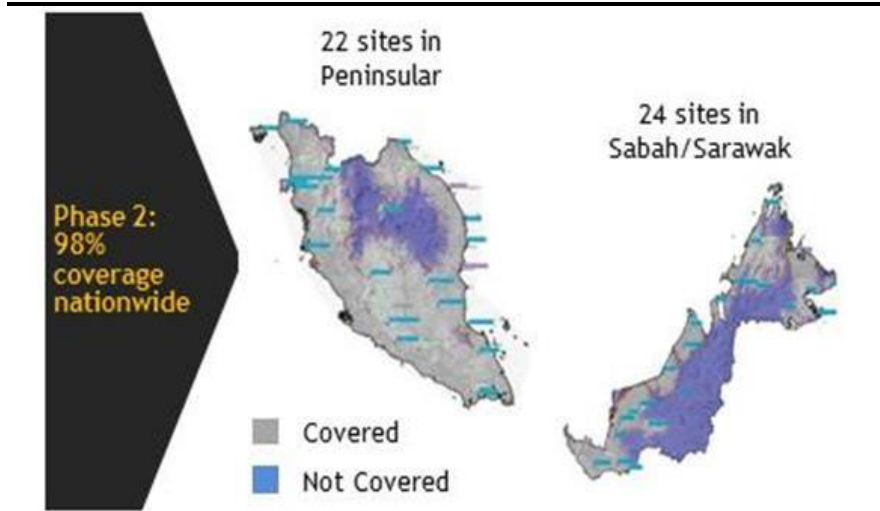 22 sites in
Peninsular
24 sites in
Sabah/Sarawak
Phase 2:
98%
coverage
nationwide
Covered
Not Covered